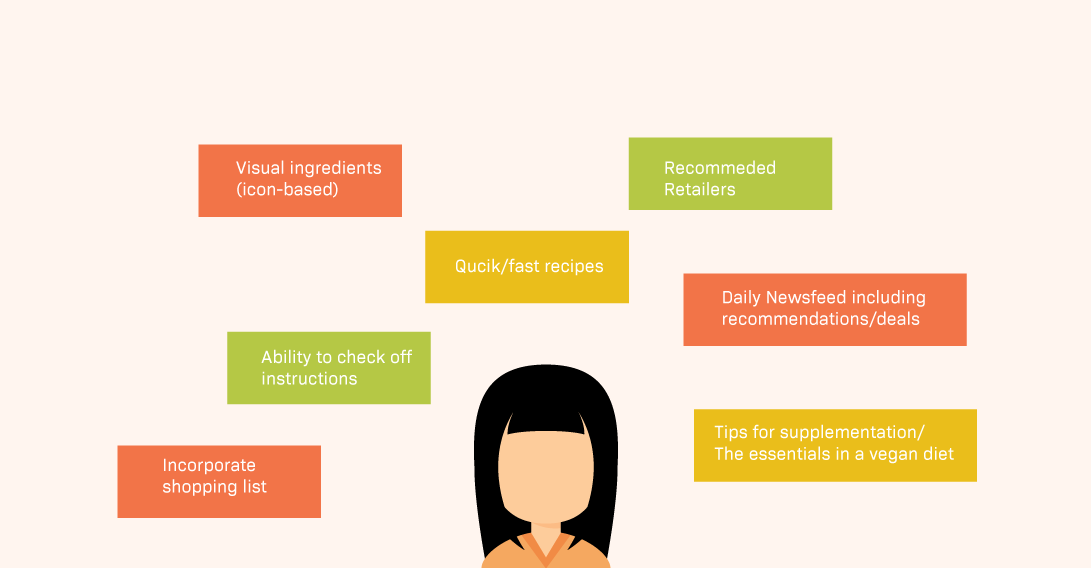 Visual ingredients
(icon-based)
Recommeded
Retailers
Qucik/fast recipes
Daily Newsfeed including
recommendations/deals
Ability to check off
instructions
Tips for supplementation/
The essentials in a vegan diet
Incorporate
shopping list